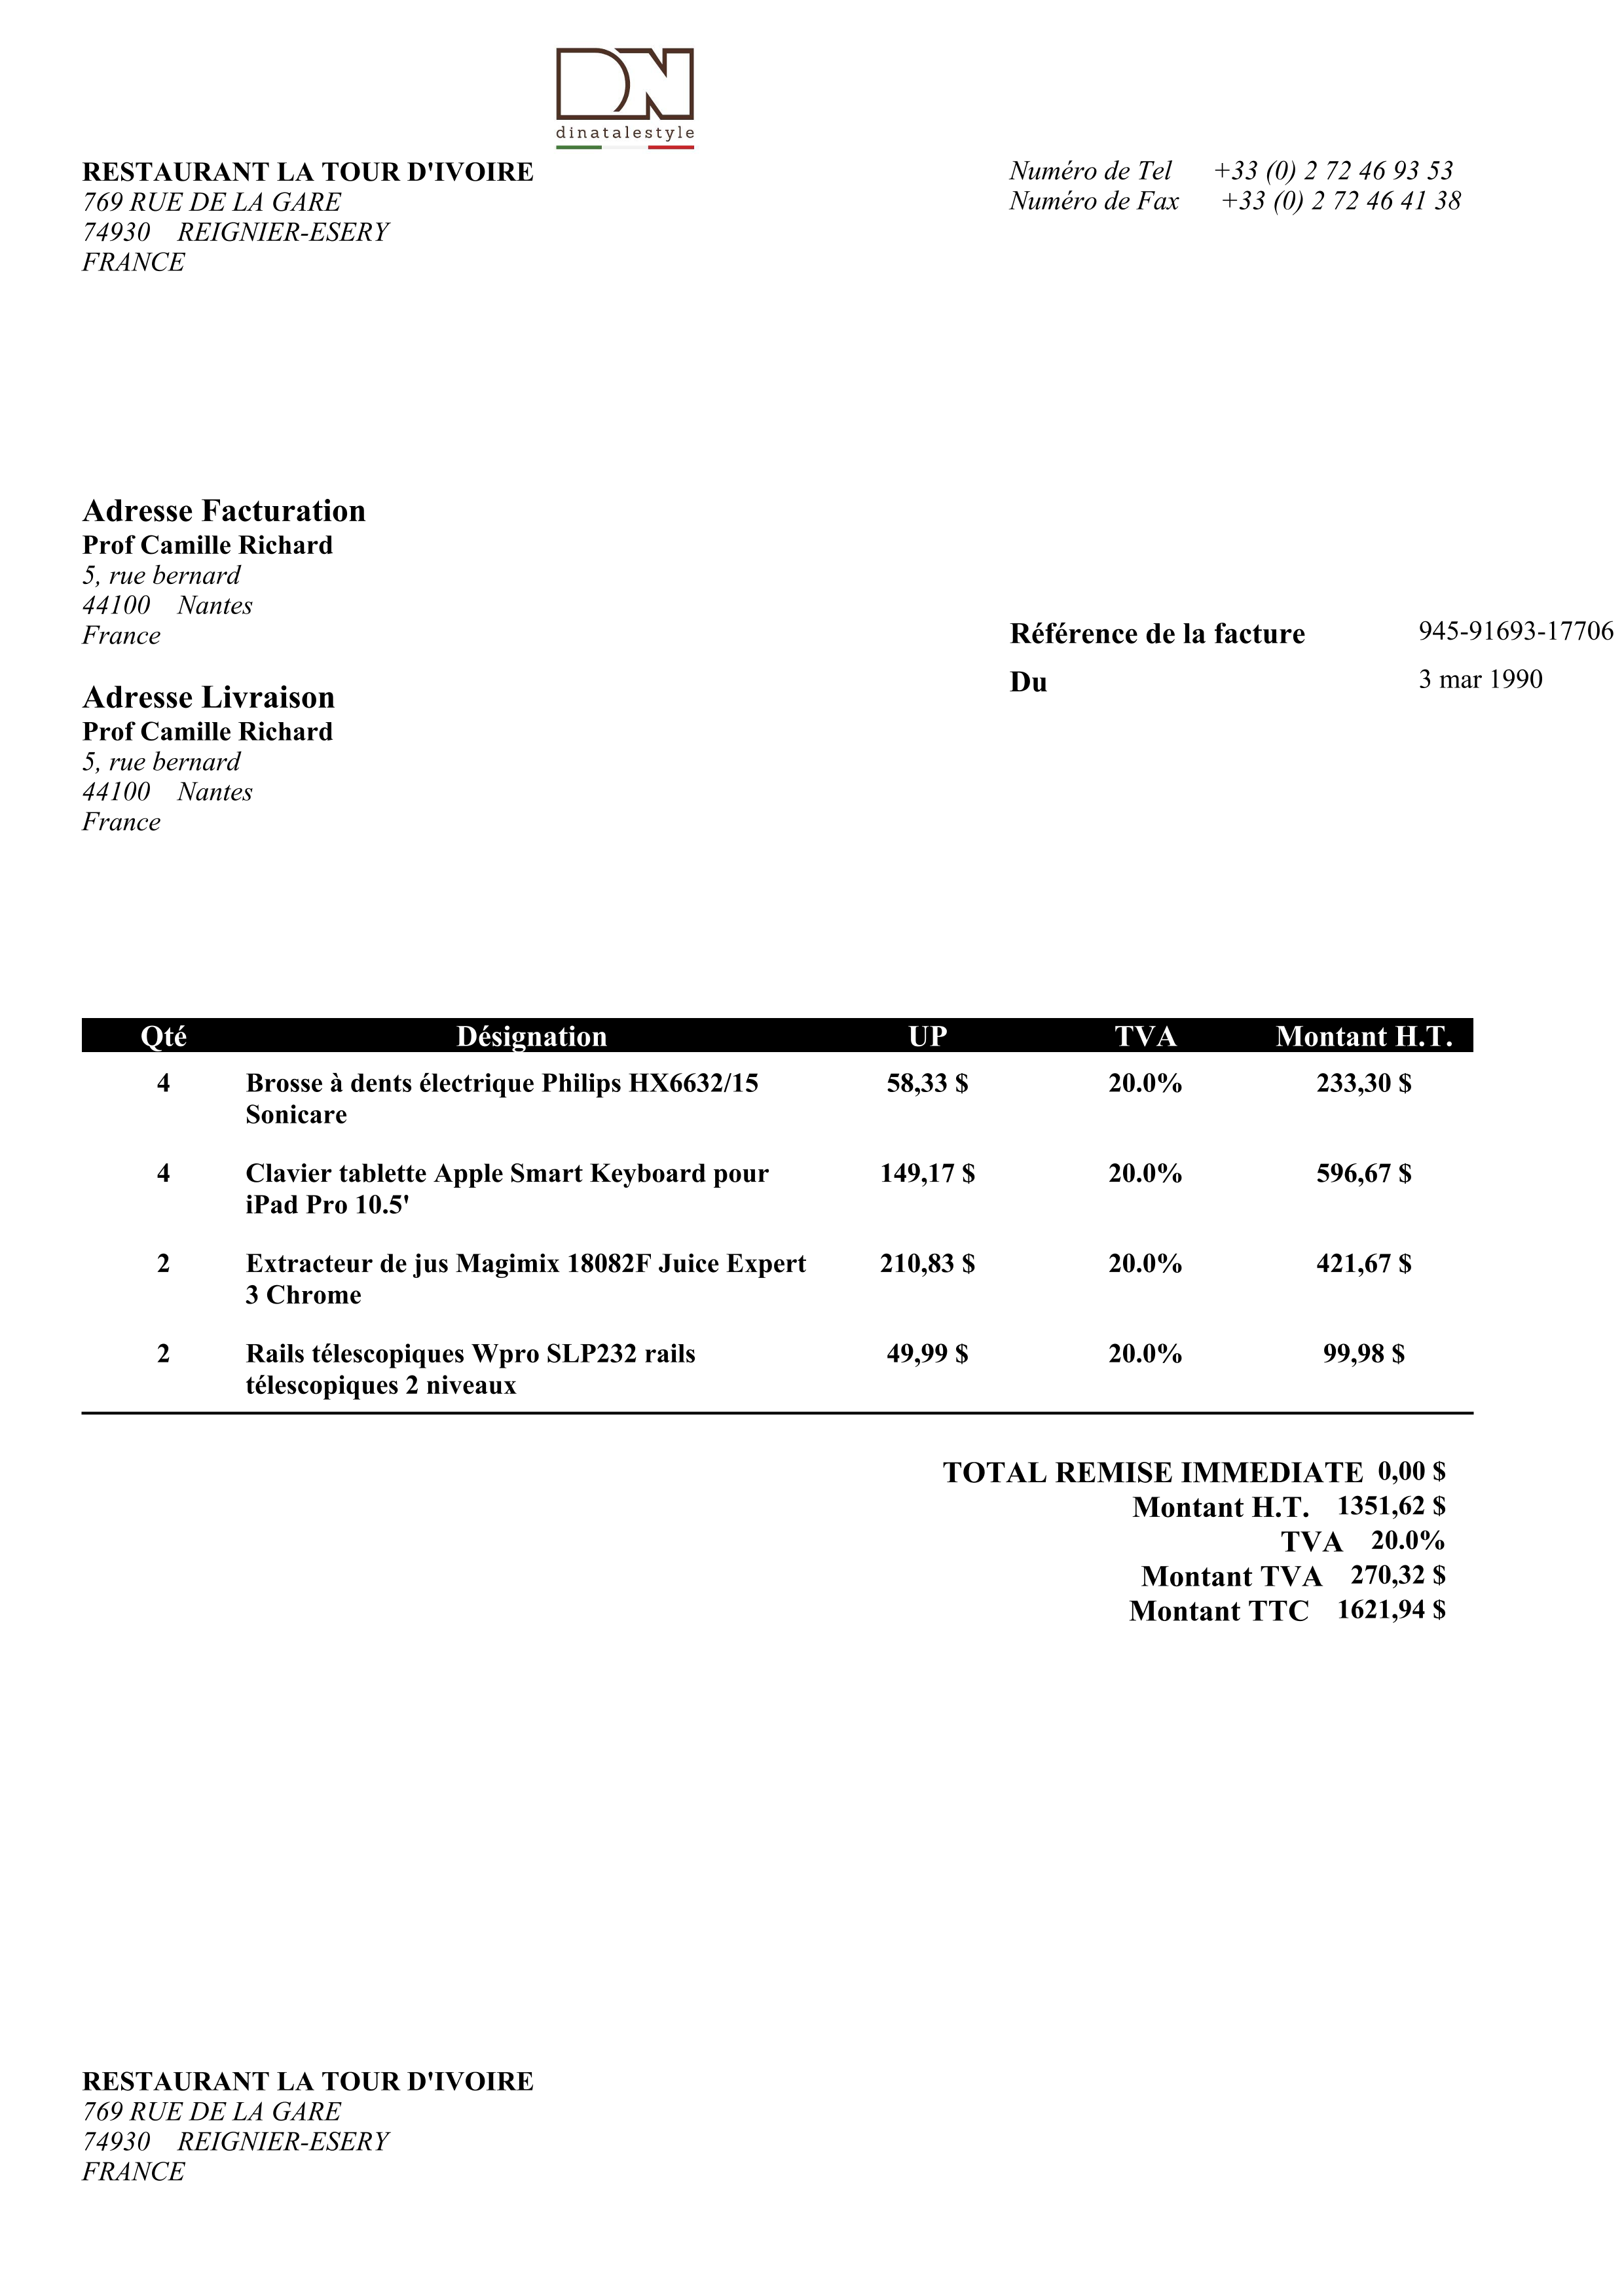 DN
dinatalestyle
RESTAURANT LA TOUR D'IVOIRE
769 RUE DE LA GARE
74930 REIGNIER-ESERY
FRANCE
Numéro de Tel +33 (0) 2 72 46 93 53
Numéro de Fax +33 (0) 2 72 46 41 38
Adresse Facturation
Prof Camille Richard
5, rue bernard
44100 Nantes
France
Référence de la facture 945-91693-17706
Du 3 mar 1990
Adresse Livraison
Prof Camille Richard
5, rue bernard
44100 Nantes
France
Qté Désignation UP TVA Montant H.T.
4 Brosse à dents électrique Philips HX6632/15 58,33 $ 20.0% 233,30 $
Sonicare
4 Clavier tablette Apple Smart Keyboard pour 149,17 $ 20.0% 596,67 $
iPad Pro 10.5'
2 Extracteur de jus Magimix 18082F Juice Expert 210,83 $ 20.0% 421,67 $
3 Chrome
2 Rails télescopiques Wpro SLP232 rails 49,99 $ 20.0% 99,98 $
télescopiques 2 niveaux
TOTAL REMISE IMMEDIATE 0,00 $
Montant H.T. 1351,62 $
TVA 20.0%
Montant TVA 270,32 $
Montant TTC 1621,94 $
RESTAURANT LA TOUR D'IVOIRE
769 RUE DE LA GARE
74930 REIGNIER-ESERY
FRANCE